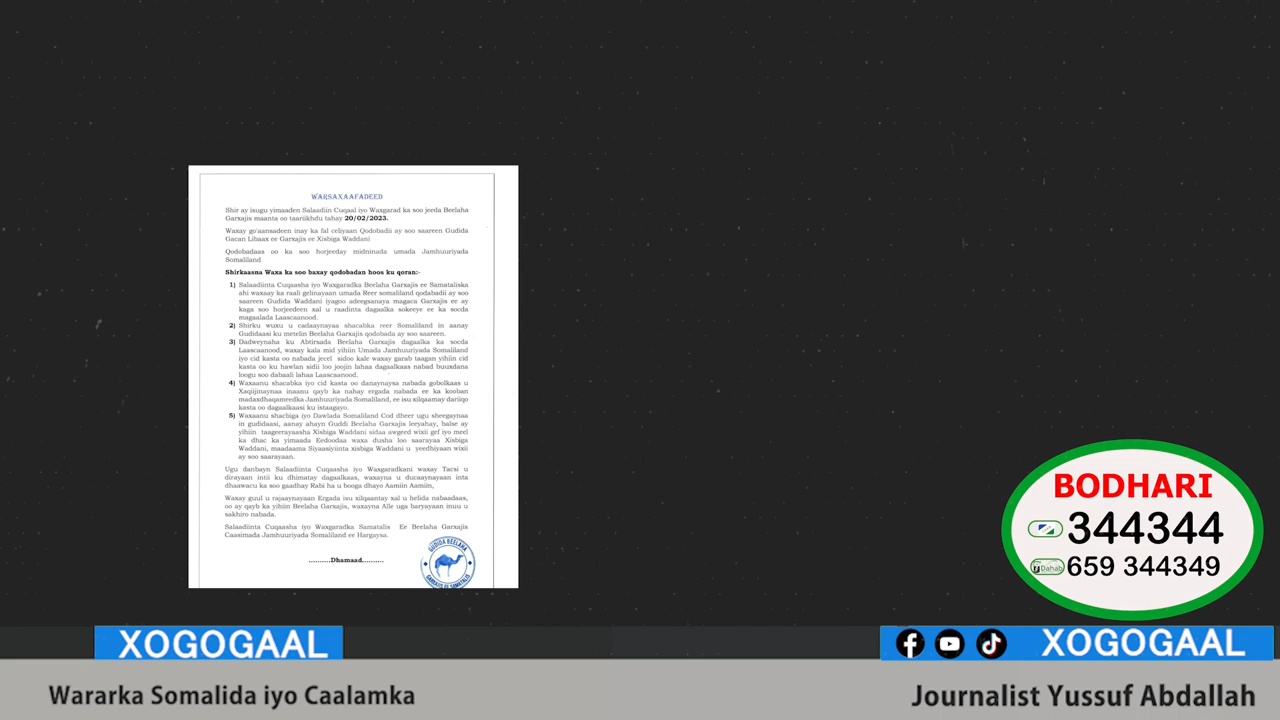 WARSAXAAFADEED
Shir ay isugu yimaaden Salaadiin Cuqaal iyo Waxgarad ka soo jeeda Beelaha
Garxajis maanta oo taariikhdu tahay 20/02/2023.
Waxay go'aansadeen inay ka fal celiyaan Qodobadii ay soo saareen Gudida
Gacan Libaax ee Garxajis ee Xisbiga Waddani
Qodobadaas oo ka soo horjeeday midninada umada Jamhuuriyada
Somaliland
Shirkaasna Waxa ka soo baxay qodobadan hoos ku qoran:-
1) Salaadiinta Cuqaasha iyo Waxgaradka Beelaha Garxajis ee Samataliska
ahi waxaay ka raali gelinayaan umada Reer somaliland qodabadii ay soo
saareen Gudida Waddani iyagoo adeegsanaya magaca Garxajis ee ay
kaga soo horjeedeen xal u raadinta dagaalka sokeeye ee ka socda
magaalada Laascaanood.
2) Shirku wuxu u cadaaynayaa shacabka reer Somaliland in aanay
Gudidaasi ku metelin Beelaha Garxajis qodobada ay soo saareen.
3) Dadweynaha ku Abtirsada Beelaha Garxajis dagaalka ka socda
Laascaanood, waxay kala mid yihiin Umada Jamhuuriyada Somaliland
iyo cid kasta oo nabada jecel sidoo kale waxay garab taagan yihiin cid
kasta oo ku hawlan sidii loo joojin lahaa dagaalkaas nabad buuxdana
loogu soo dabaali lahaa Laascaanood.
4) Waxaanu shacabka iyo cid kasta oo danaynaysa nabada gobolkaas u
Xaqiijinaynaa inaanu qayb ka nahay ergada nabada ee ka kooban
madaxdhaqameedka Jamhuuriyada Somaliland, ee isu xilqaamay dariiqo
kasta oo dagaalkaasi ku istaagayo.
5) Waxaanu shacbiga iyo Dawlada Somaliland Cod dheer ugu sheegaynaa
in gudidaasi, aanay ahayn Guddi Beelaha Garxajis leeyahay, balse ay
yihiin taageerayaasha Xisbiga Waddani sidaa awgeed wixii gef iyo meel
ka dhac ka yimaada Eedoodaa waxa dusha loo saarayaa Xisbiga
Waddani, maadaama Siyaasiyiinta xisbiga Waddani u yeedhiyaan wixii
ay soo saarayaan.
Ugu danbayn Salaadiinta Cuqaasha iyo Waxgaradkani waxay Tacsi u
dirayaan intii ku dhimatay dagaalkaas, waxayna u ducaaynayaan inta
dhaawacu ka soo gaadhay Rabi ha u booga dhayo Aamiin Aamiin,
Waxay guul u rajaaynayaan Ergada isu xilqaantay xal u helida nabaadaas,
oo ay qayb ka yihiin Beelaha Garxajis, waxayna Alle uga baryayaan inuu u
sakhiro nabada.
Salaadiinta Cuqaasha iyo Waxgaradka Samatalis Ee Beelaha Garxajis
Caasimada Jamhuuriyada Somaliland ee Hargaysa.
..........Dhamaad..........
GUDIDA BEELAHA
GARXAJIS EE SAMATALIS
BODHARI
344344
Dahab 659 344349
XOGOGAAL
XOGOGAAL
Wararka Somalida iyo Caalamka
Journalist Yussuf Abdallah